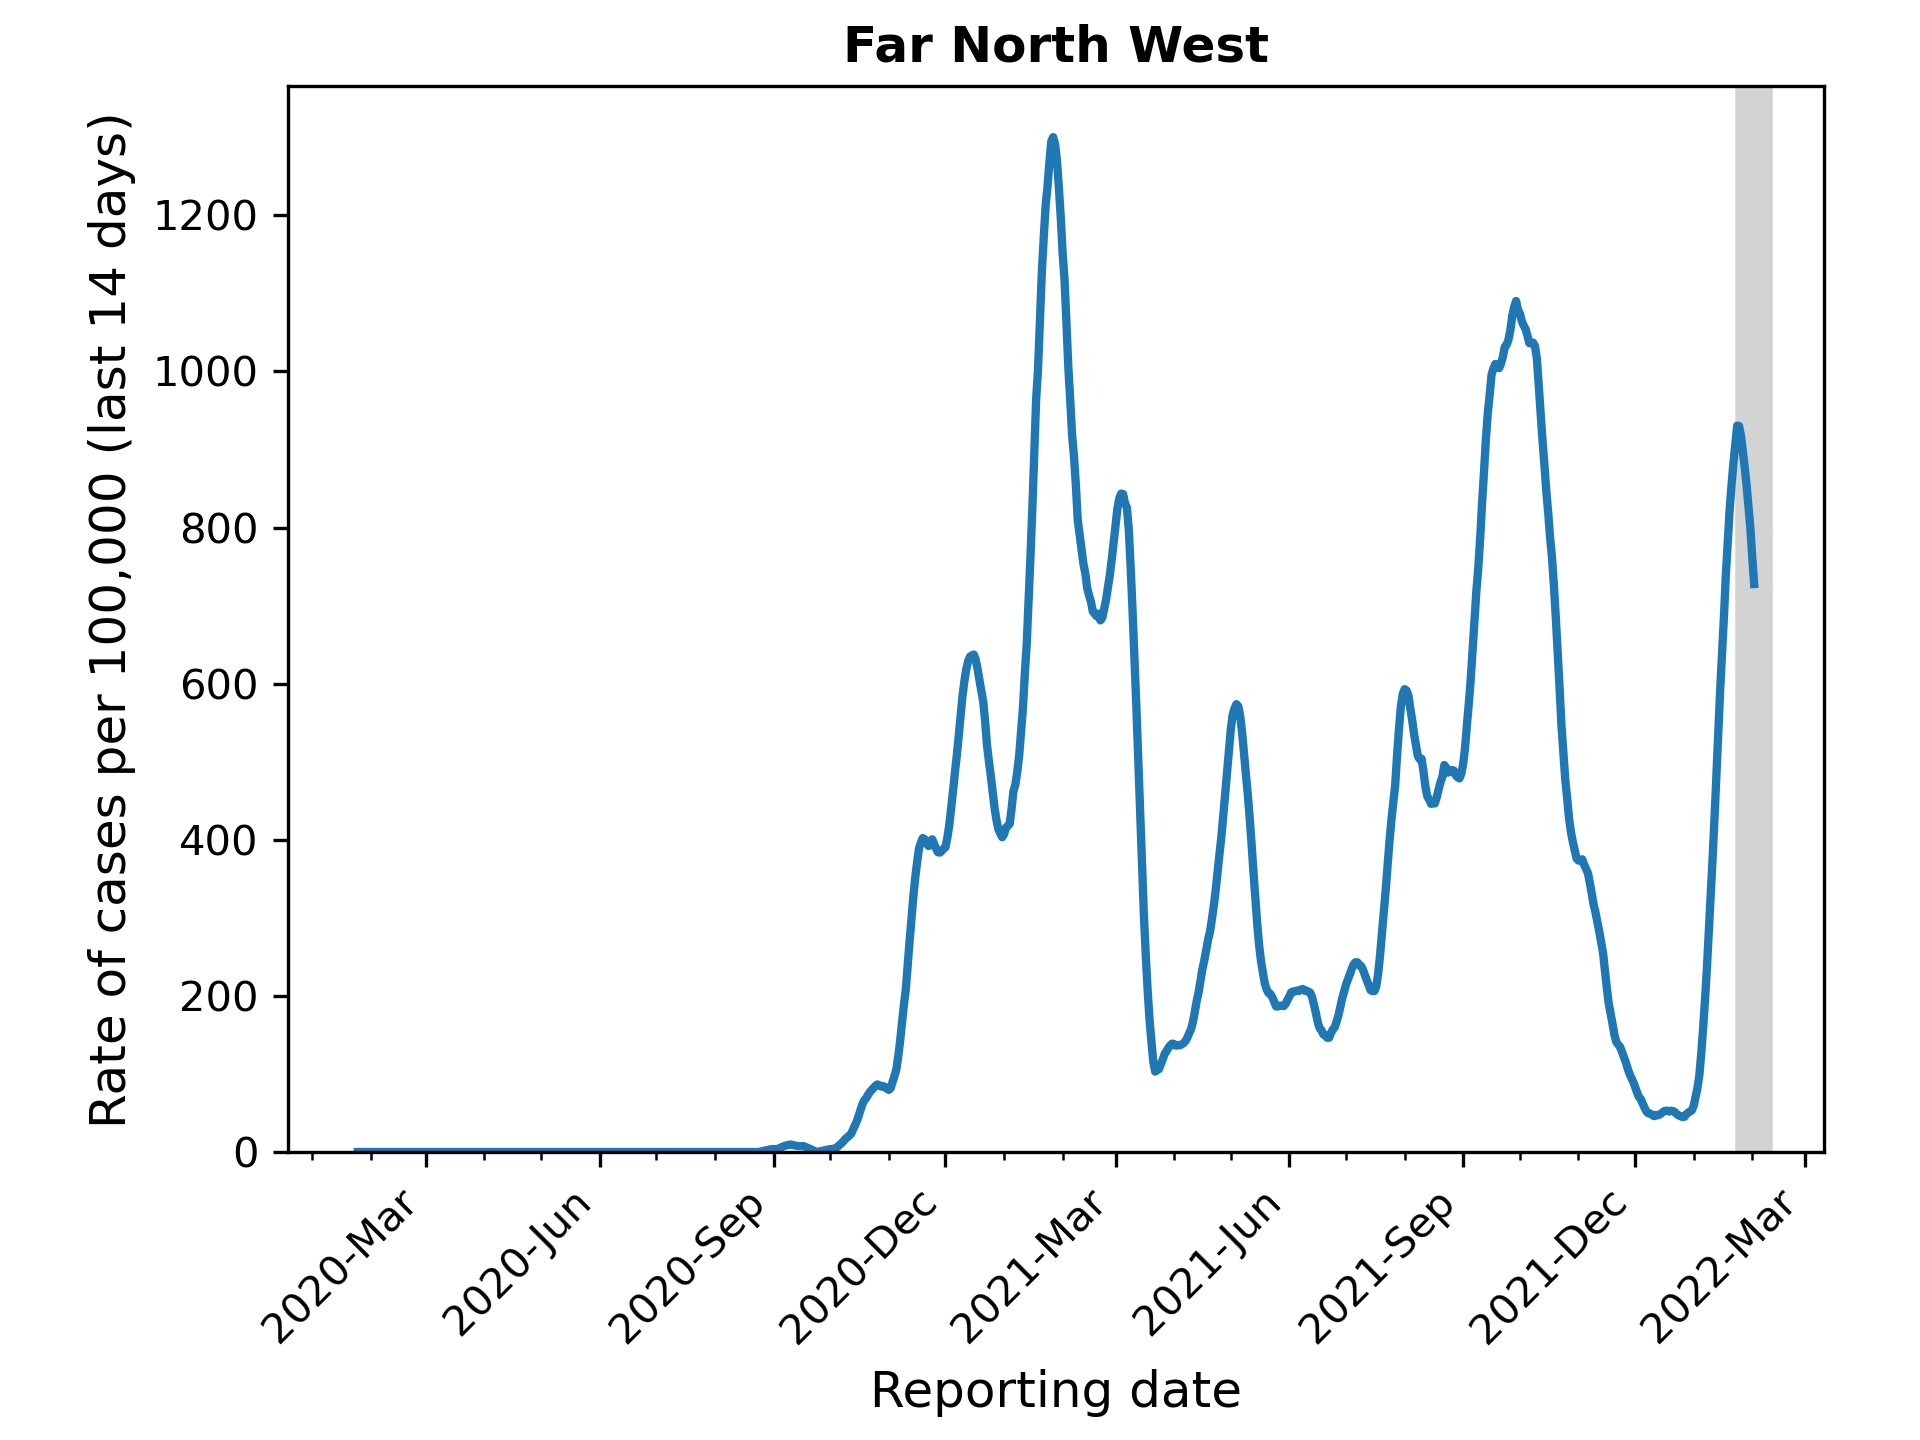 Far North West
Rate of cases per 100,000 (last 14 days)
1200
1000
800
600
400
200
0
2020-Mar
2020-Jun
2020-Sep
2020-Dec
2021-Mar
2021-Jun
2021-Sep
2021-Dec
2022-Mar
Reporting date